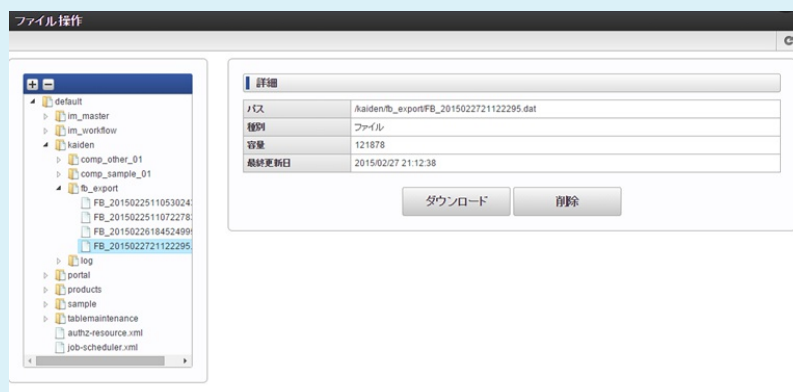 ファイル操作
default
im_master
im_workflow
kaiden
comp_other_01
comp_sample_01
fb_export
FB_2015022511053024
FB_2015022511072278
FB_2015022618452499
FB_2015022721122295.
log
portal
products
sample
tablemaintenance
authz-resource.xml
job-scheduler.xml
詳細
パス /kaiden/fb_export/FB_2015022721122295.dat
種別 ファイル
容量 121878
最終更新日 2015/02/27 21:12:38
ダウンロード 削除